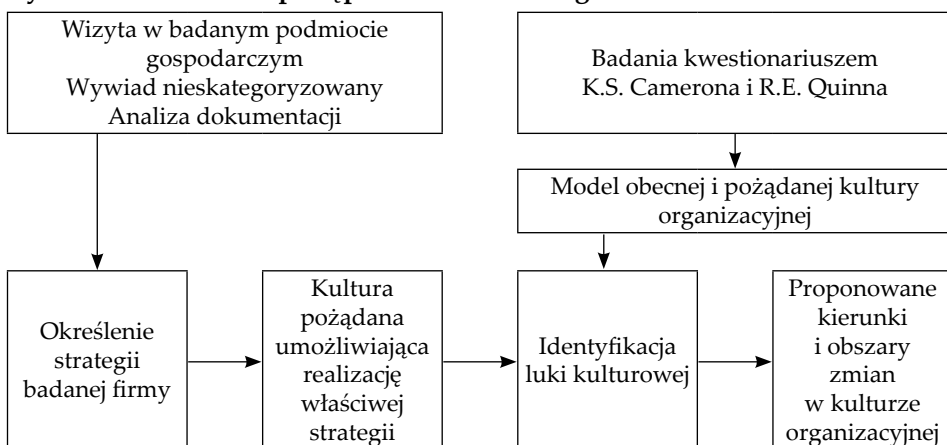 Wizyta w badanym podmiocie
gospodarczym
Wywiad nieskategoryzowany
Analiza dokumentacji
Badania kwestionariuszem
K.S. Camerona i R.E. Quinna
Model obecnej i pożądanej kultury
organizacyjnej
Określenie
strategii
badanej firmy
Kultura
pożądana
umożliwiająca
realizację
właściwej
strategii
Identyfikacja
luki kulturowej
Proponowane
kierunki
i obszary
zmian
w kulturze
organizacyjnej